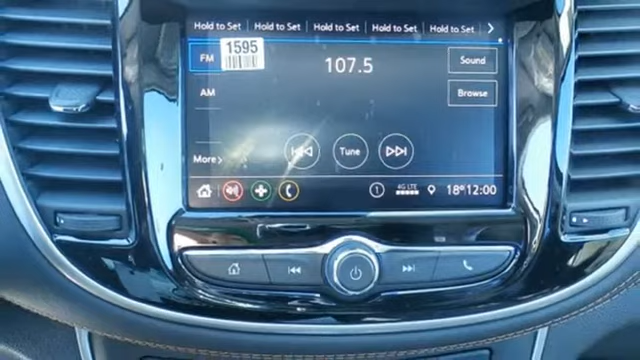 Hold to Set Hold to Set Hold to Set Hold to Set Hold to Set
1595
FM
107.5
Sound
AM
Browse
Tune
More
1 4G LTE 18° 12:00